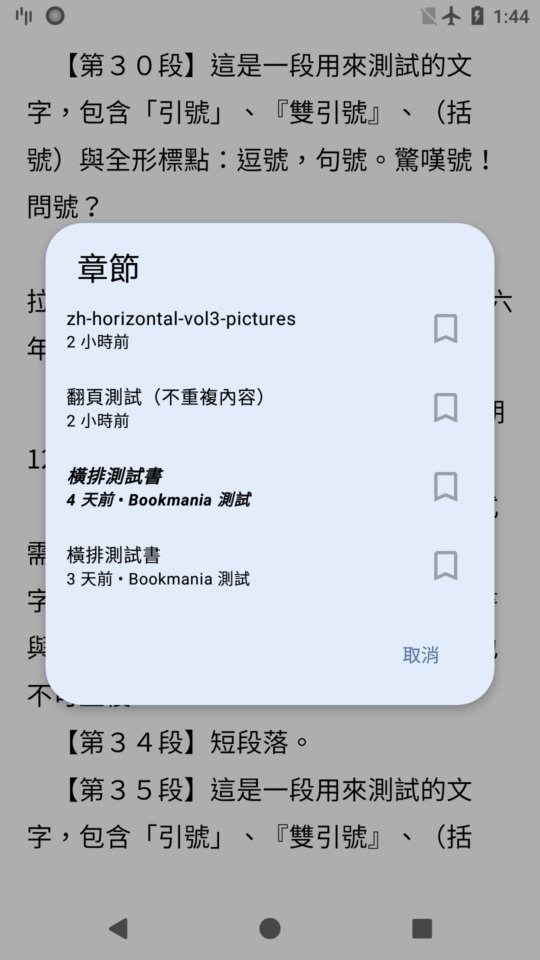 1:44
【第３０段】這是一段用來測試的文
字，包含「引號」、『雙引號』、（括
號）與全形標點：逗號，句號。驚嘆號！
問號？
章節
zh-horizontal-vol3-pictures
2 小時前
翻頁測試（不重複內容）
2 小時前
橫排測試書
4 天前 • Bookmania 測試
橫排測試書
3 天前 • Bookmania 測試
取消
六
年
12
需
字
與
【第３４段】短段落。
【第３５段】這是一段用來測試的文
字，包含「引號」、『雙引號』、（括